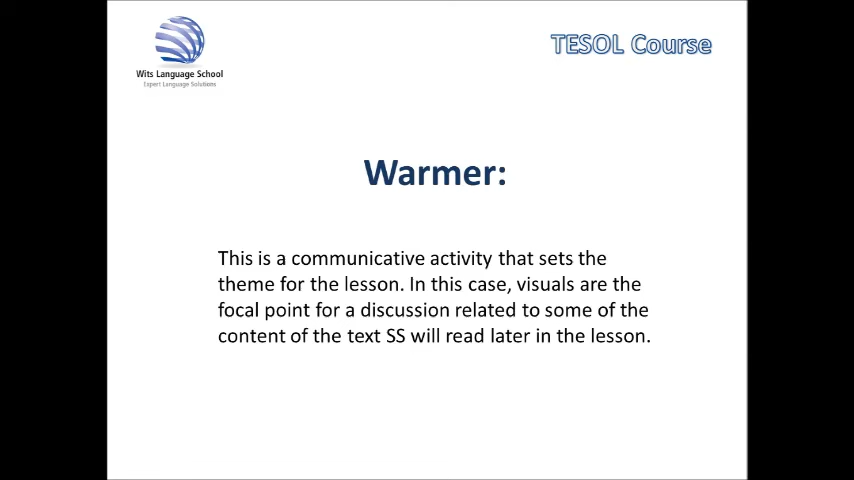 TESOL Course
Wits Language School
Expert Language Solutions
Warmer:
This is a communicative activity that sets the
theme for the lesson. In this case, visuals are the
focal point for a discussion related to some of the
content of the text SS will read later in the lesson.